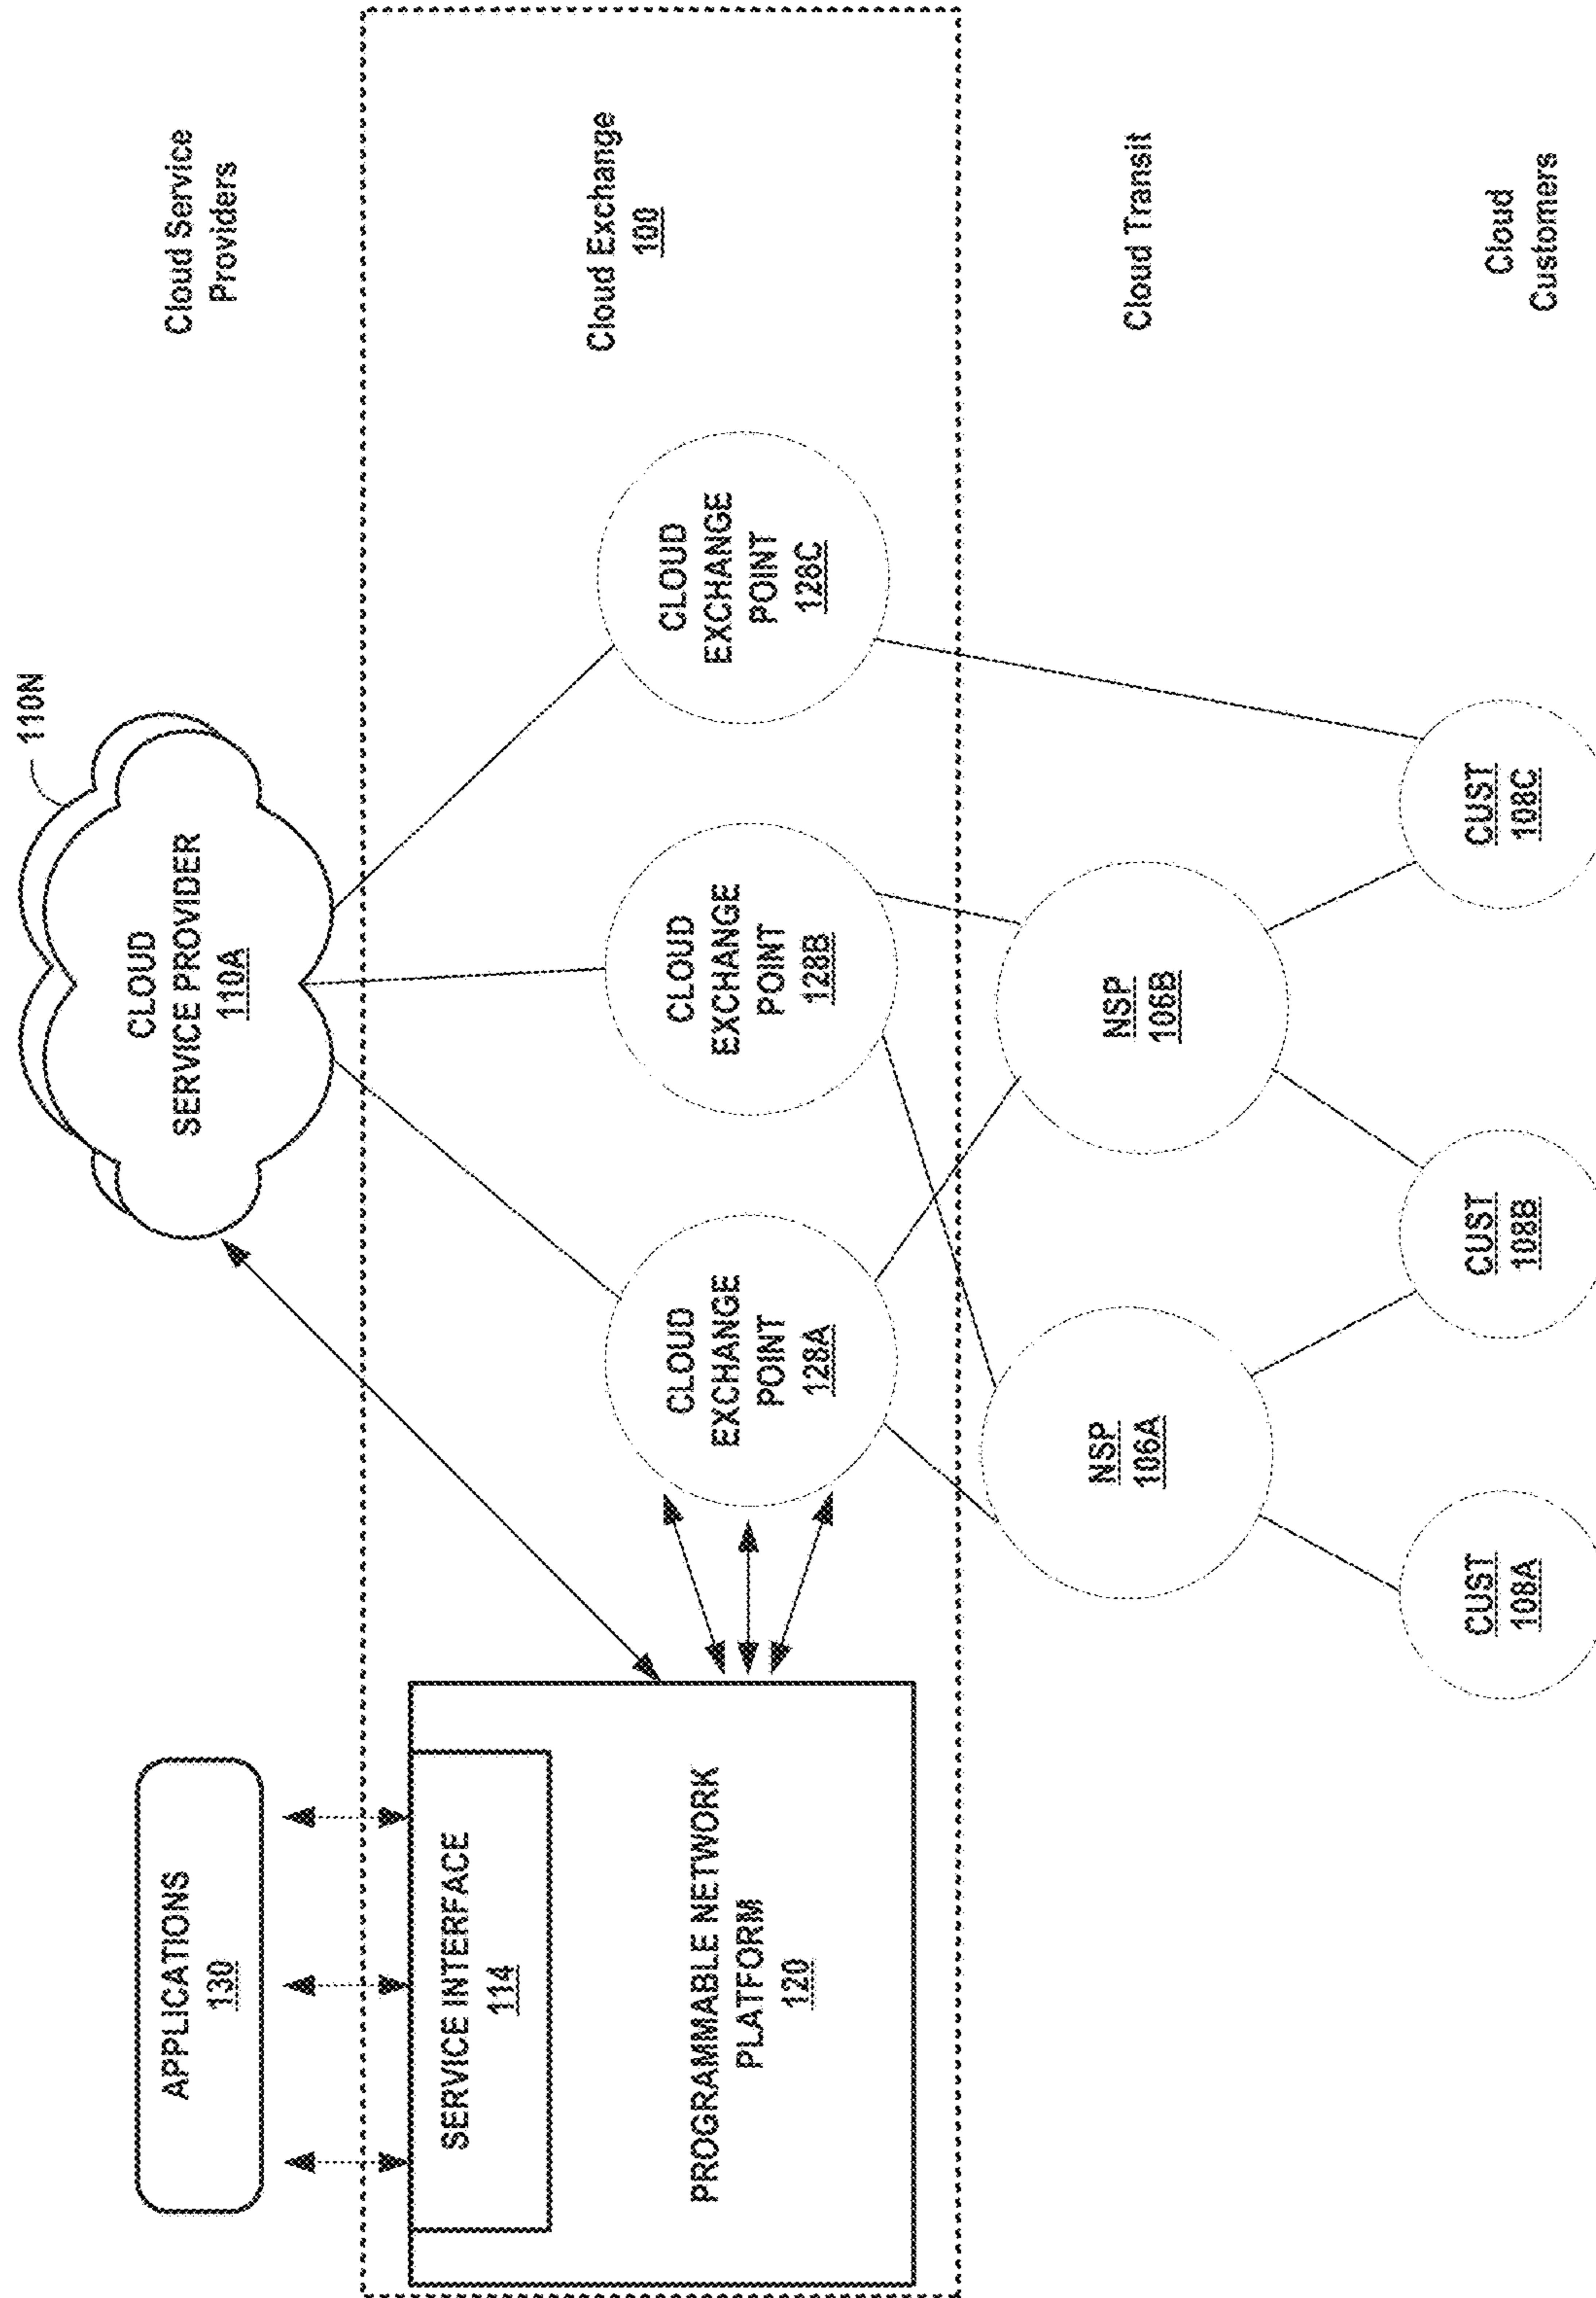 110N
CLOUD
SERVICE PROVIDER
110A
Cloud Service
Providers
APPLICATIONS
130
SERVICE INTERFACE
114
PROGRAMMABLE NETWORK
PLATFORM
120
CLOUD
EXCHANGE
POINT
128A
CLOUD
EXCHANGE
POINT
128B
CLOUD
EXCHANGE
POINT
128C
Cloud Exchange
100
NSP
106A
NSP
106B
Cloud Transit
CUST
108A
CUST
108B
CUST
108C
Cloud
Customers